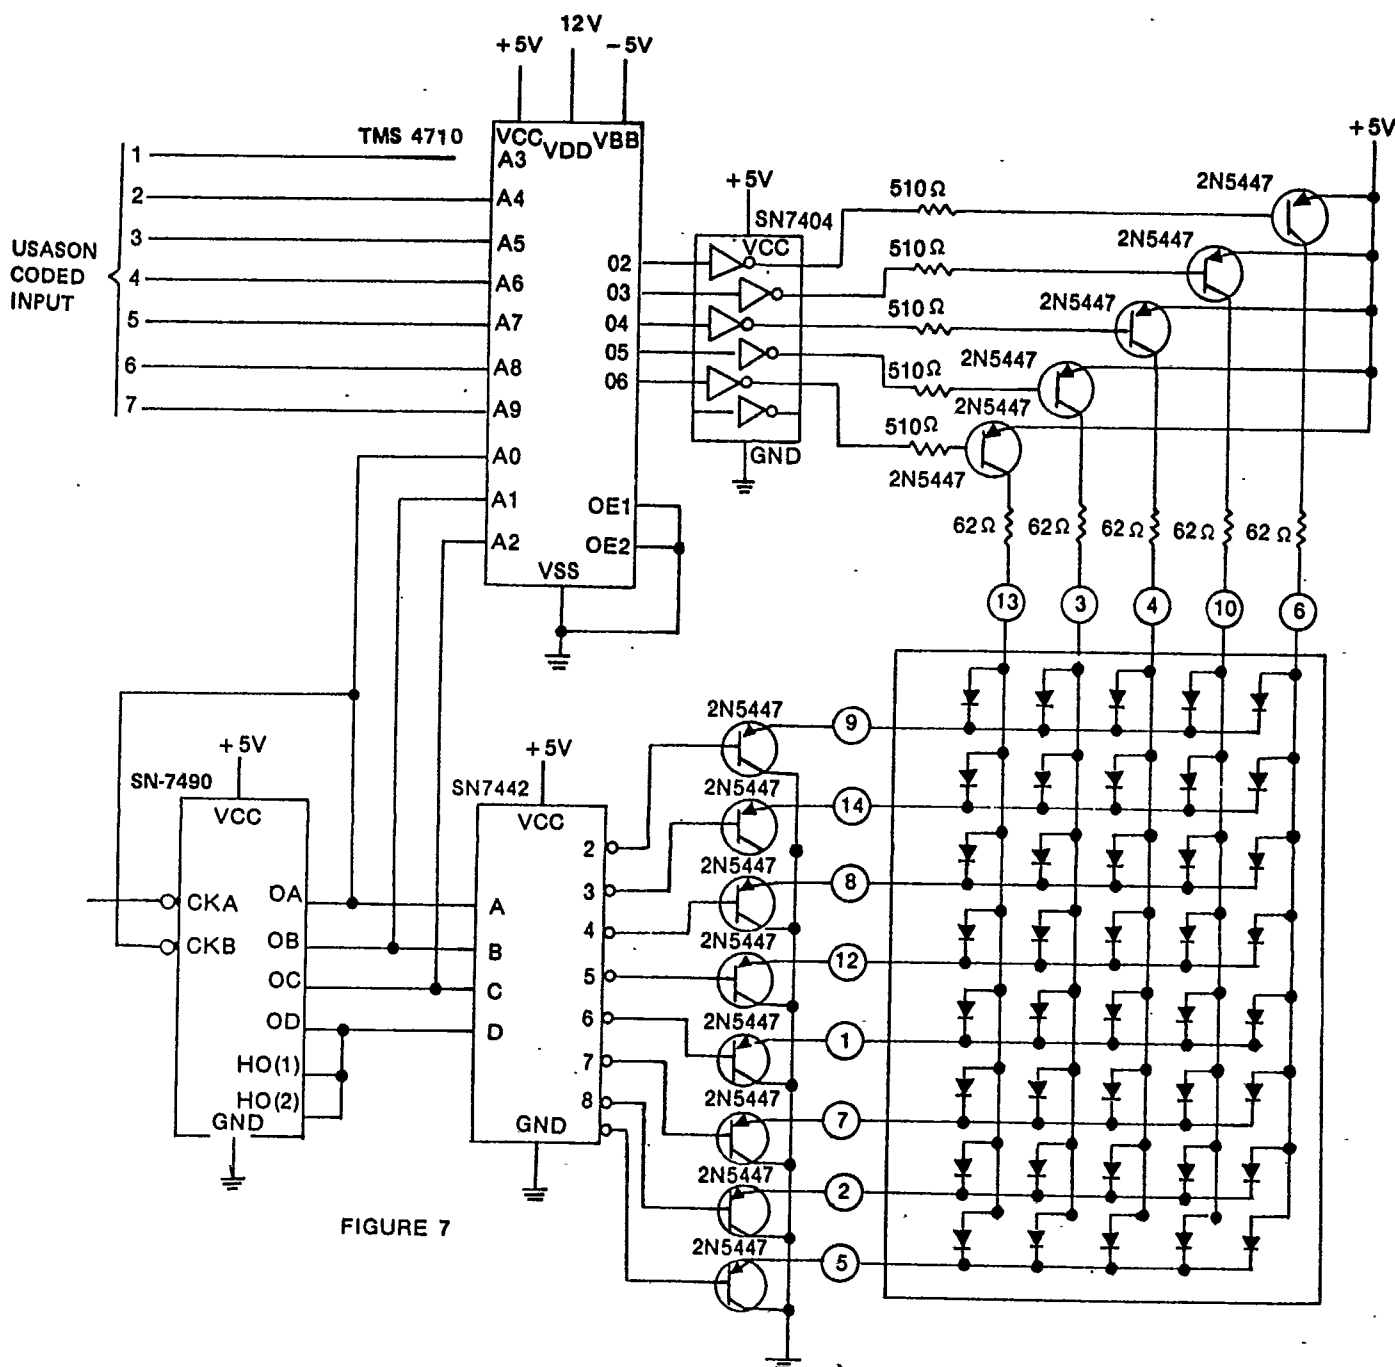 12V
+5V
-5V
TMS 4710
VCC
VDD
VBB
+5V
USASON
CODED
INPUT
1
2
3
4
5
6
7
A3
A4
A5
A6
A7
A8
A9
A0
A1
A2
02
03
04
05
06
OE1
OE2
VSS
+5V
SN7404
VCC
GND
510Ω
510Ω
510Ω
510Ω
510Ω
2N5447
2N5447
2N5447
2N5447
2N5447
2N5447
62Ω
62Ω
62Ω
62Ω
62Ω
13
3
4
10
6
+5V
SN-7490
VCC
CKA
CKB
OA
OB
OC
OD
HO(1)
HO(2)
GND
+5V
SN7442
VCC
A
B
C
D
2
3
4
5
6
7
8
GND
2N5447
2N5447
2N5447
2N5447
2N5447
2N5447
2N5447
2N5447
9
14
8
12
1
7
2
5
FIGURE 7